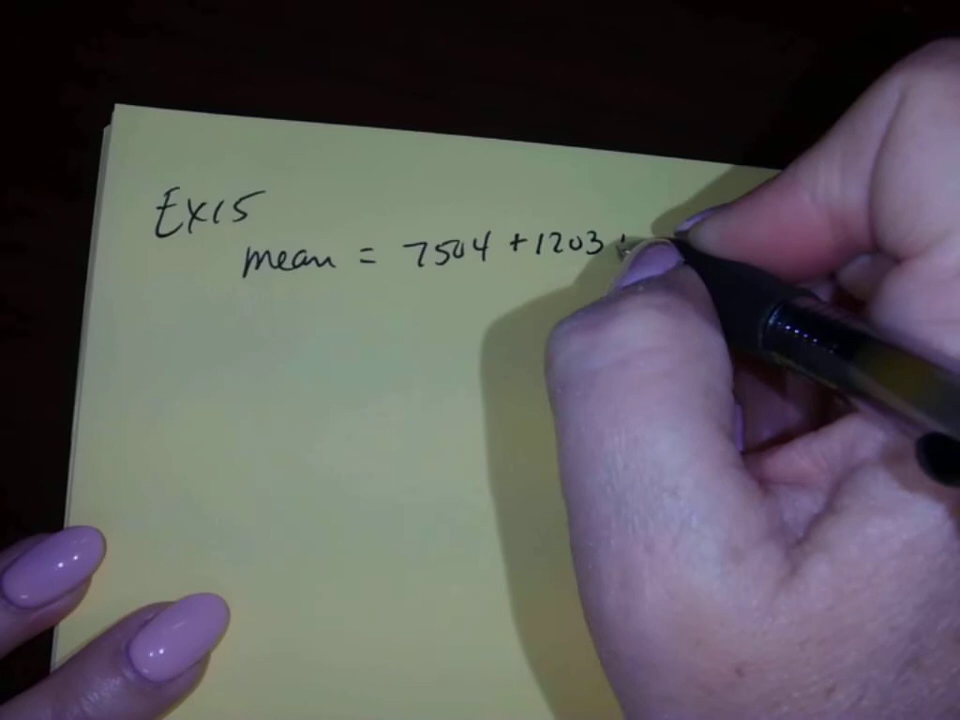 Ex15
mean = 7504 + 1203 +